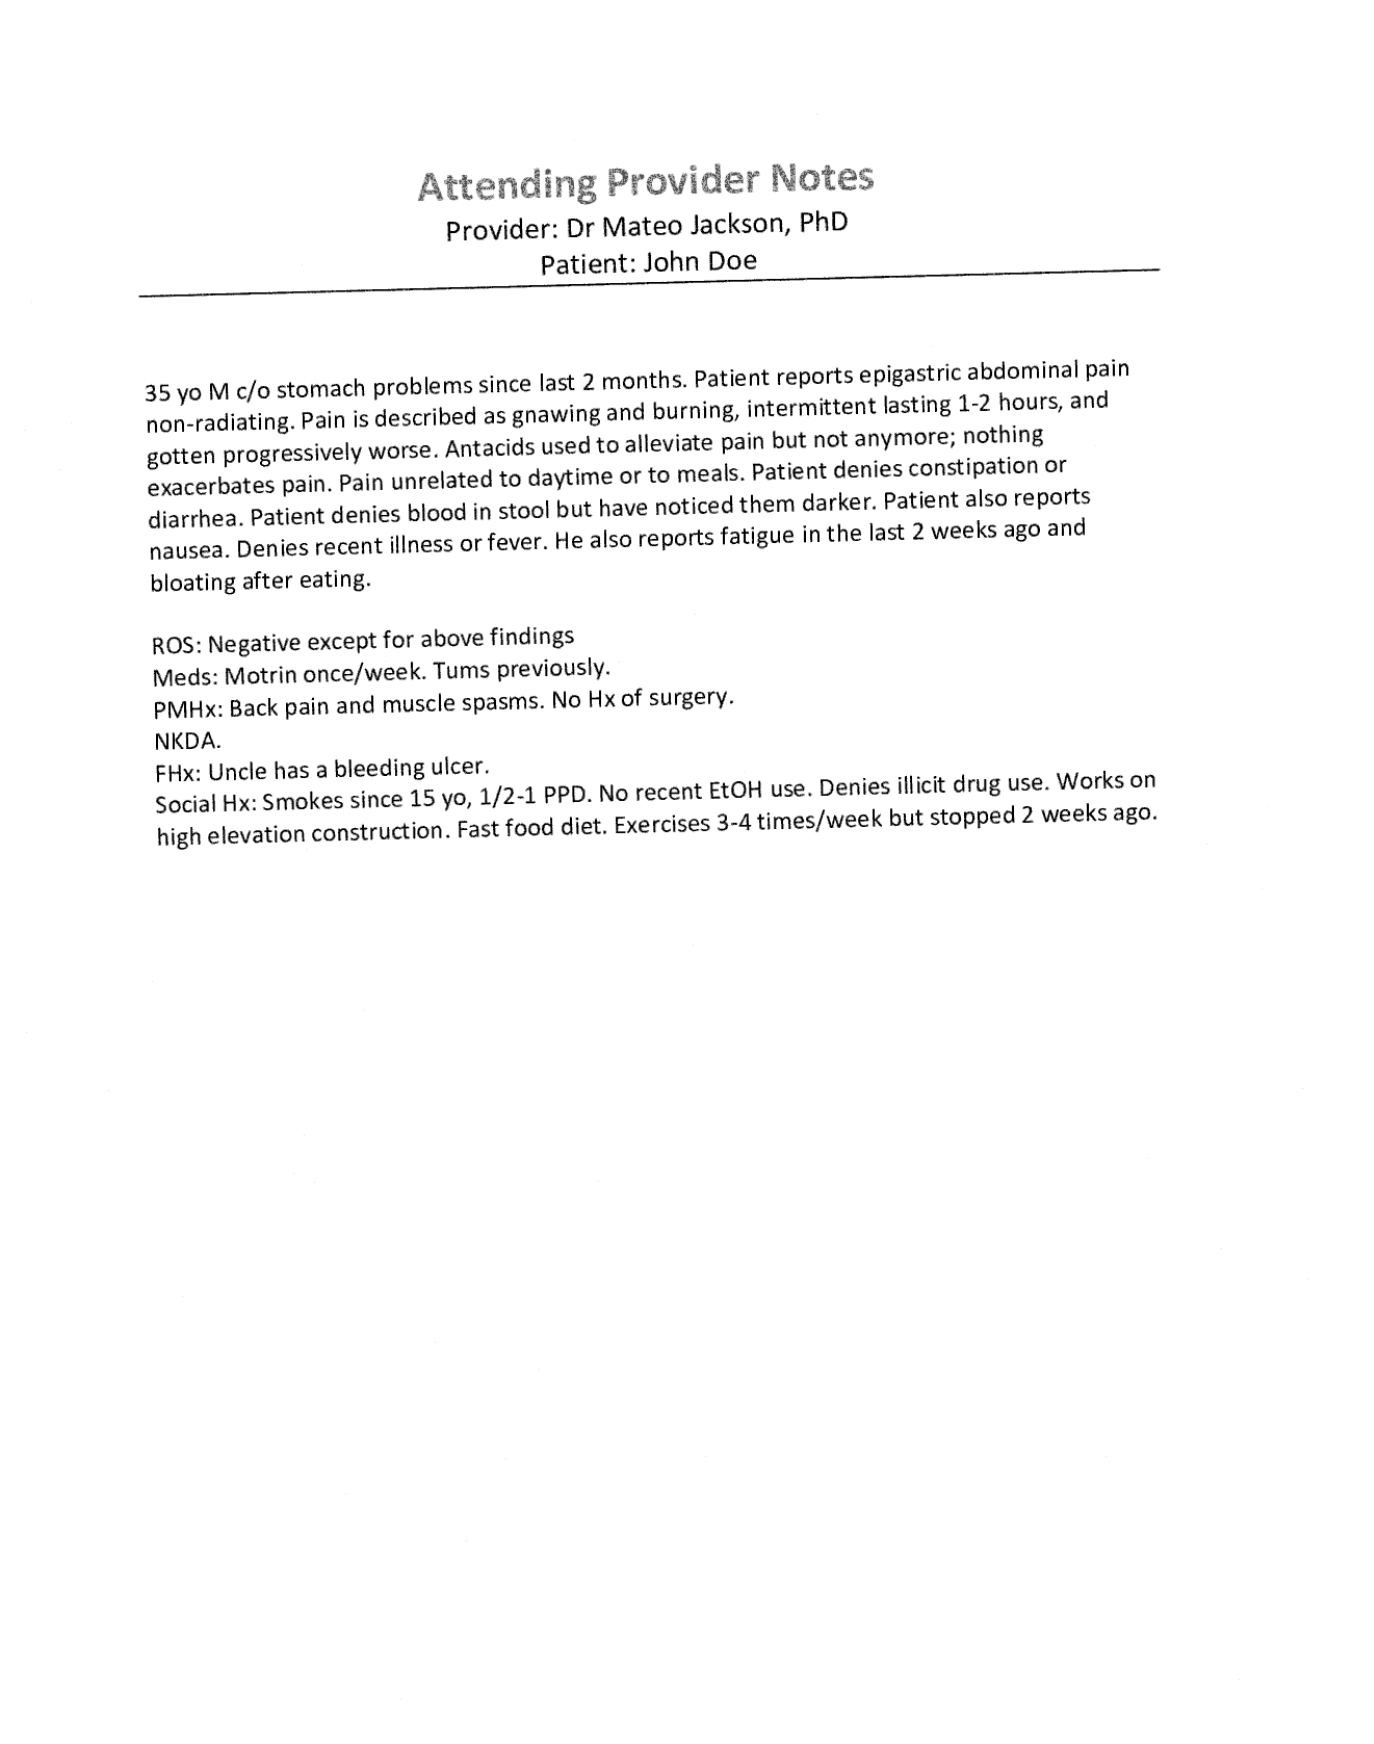 Attending Provider Notes
Provider: Dr Mateo Jackson, PhD
Patient: John Doe
35 yo M c/o stomach problems since last 2 months. Patient reports epigastric abdominal pain
non-radiating. Pain is described as gnawing and burning, intermittent lasting 1-2 hours, and
gotten progressively worse. Antacids used to alleviate pain but not anymore; nothing
exacerbates pain. Pain unrelated to daytime or to meals. Patient denies constipation or
diarrhea. Patient denies blood in stool but have noticed them darker. Patient also reports
nausea. Denies recent illness or fever. He also reports fatigue in the last 2 weeks ago and
bloating after eating.
ROS: Negative except for above findings
Meds: Motrin once/week. Tums previously.
PMHx: Back pain and muscle spasms. No Hx of surgery.
NKDA.
FHx: Uncle has a bleeding ulcer.
Social Hx: Smokes since 15 yo, 1/2-1 PPD. No recent EtOH use. Denies illicit drug use. Works on
high elevation construction. Fast food diet. Exercises 3-4 times/week but stopped 2 weeks ago.